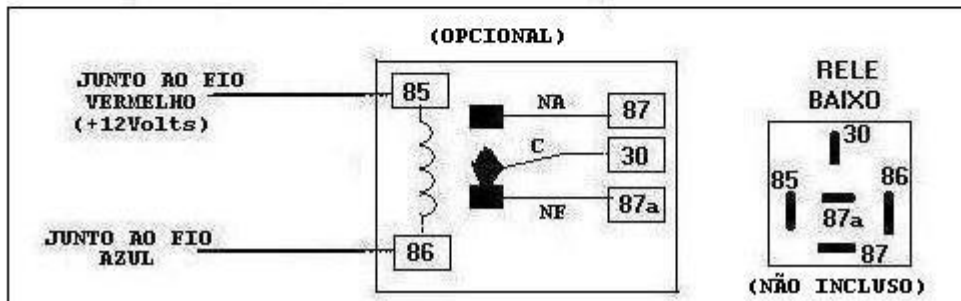 (OPCIONAL)
JUNTO AO FIO
VERMELHO
(+12Volts)
85
NA
87
C
30
NF
87a
JUNTO AO FIO
AZUL
86
RELE
BAIXO
30
85
86
87a
87
(NÃO INCLUSO)